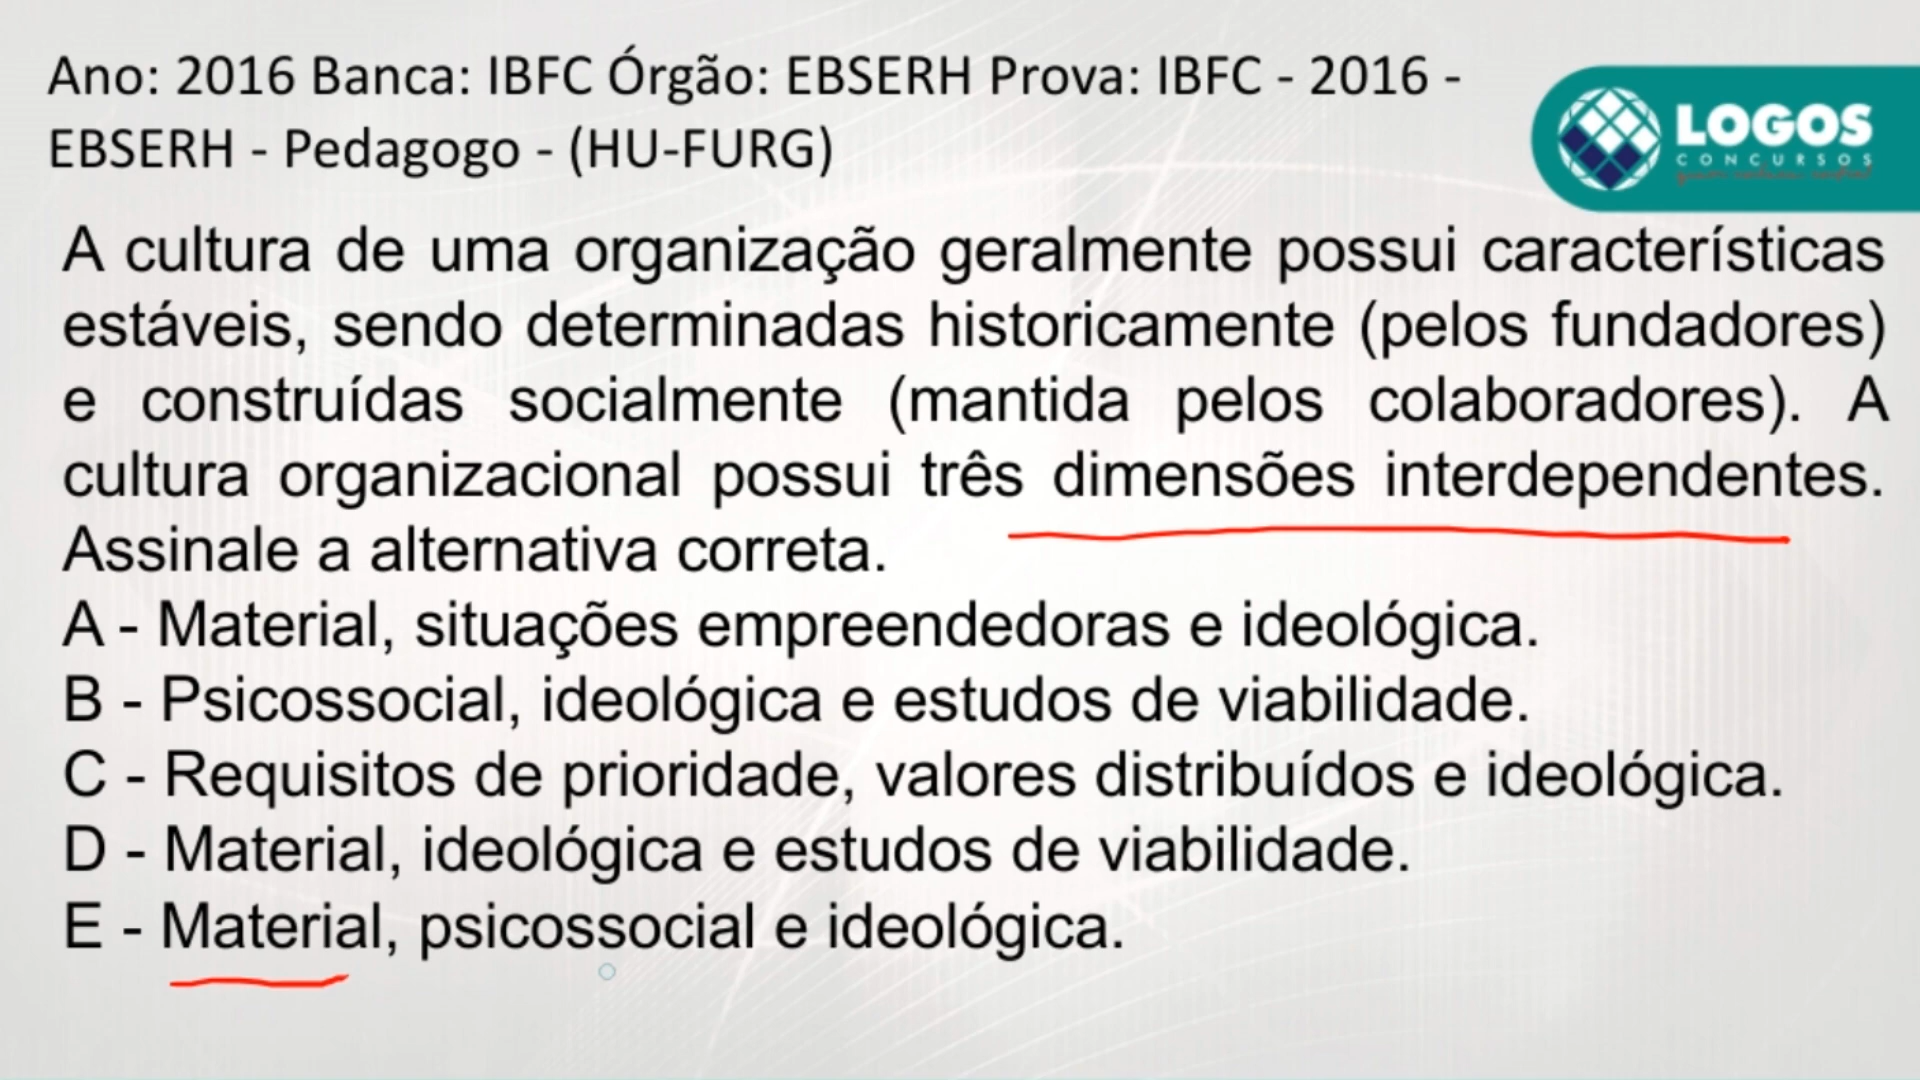 Ano: 2016 Banca: IBFC Órgão: EBSERH Prova: IBFC - 2016 -
EBSERH - Pedagogo - (HU-FURG)
LOGOS
CONCURSOS
A cultura de uma organização geralmente possui características
estáveis, sendo determinadas historicamente (pelos fundadores)
e construídas socialmente (mantida pelos colaboradores). A
cultura organizacional possui três dimensões interdependentes.
Assinale a alternativa correta.
A - Material, situações empreendedoras e ideológica.
B - Psicossocial, ideológica e estudos de viabilidade.
C - Requisitos de prioridade, valores distribuídos e ideológica.
D - Material, ideológica e estudos de viabilidade.
E - Material, psicossocial e ideológica.